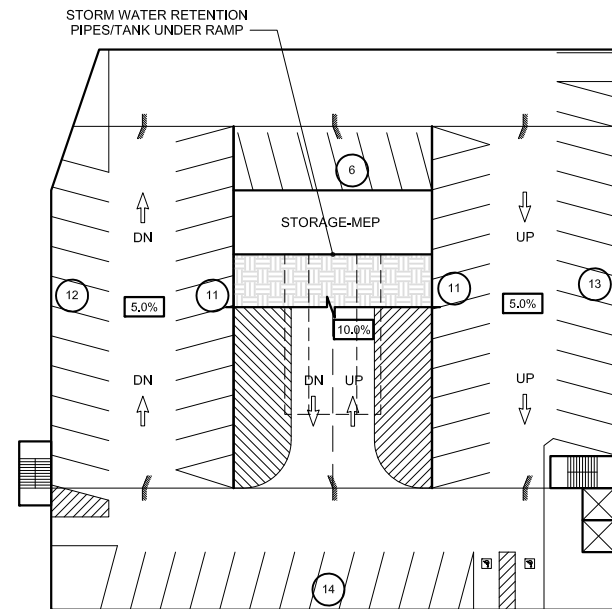 STORM WATER RETENTION
PIPES/TANK UNDER RAMP
6
STORAGE-MEP
DN
UP
12
5.0%
11
11
5.0%
13
10.0%
DN
DN
UP
UP
14